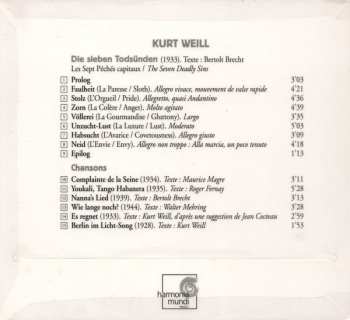 KURT WEILL
Die sieben Todsünden (1933). Texte : Bertolt Brecht
Les Sept Péchés capitaux / The Seven Deadly Sins
1 Prolog 3'03
2 Faulheit (La Paresse / Sloth). Allegro vivace, mouvement de valse rapide 4'21
3 Stolz (L'Orgueil / Pride). Allegretto, quasi Andantino 4'36
4 Zorn (La Colère / Anger). Molto agitato 3'39
5 Völlerei (La Gourmandise / Gluttony). Largo 3'35
6 Unzucht-Lust (La Luxure / Lust). Moderato 5'03
7 Habsucht (L'Avarice / Covetousness). Allegro giusto 3'09
8 Neid (L'Envie / Envy). Allegro non troppo : Alla marcia, un poco tenuto 4'18
9 Epilog 1'13
Chansons
10 Complainte de la Seine (1934). Texte : Maurice Magre 3'11
11 Youkali, Tango Habanera (1935). Texte : Roger Fernay 5'28
12 Nanna's Lied (1939). Texte : Bertolt Brecht 3'13
13 Wie lange noch? (1944). Texte : Walter Mehring 3'28
14 Es regnet (1933). Texte : Kurt Weill, d'après une suggestion de Jean Cocteau 2'59
15 Berlin im Licht-Song (1928). Texte : Kurt Weill 1'53
harmonia
mundi